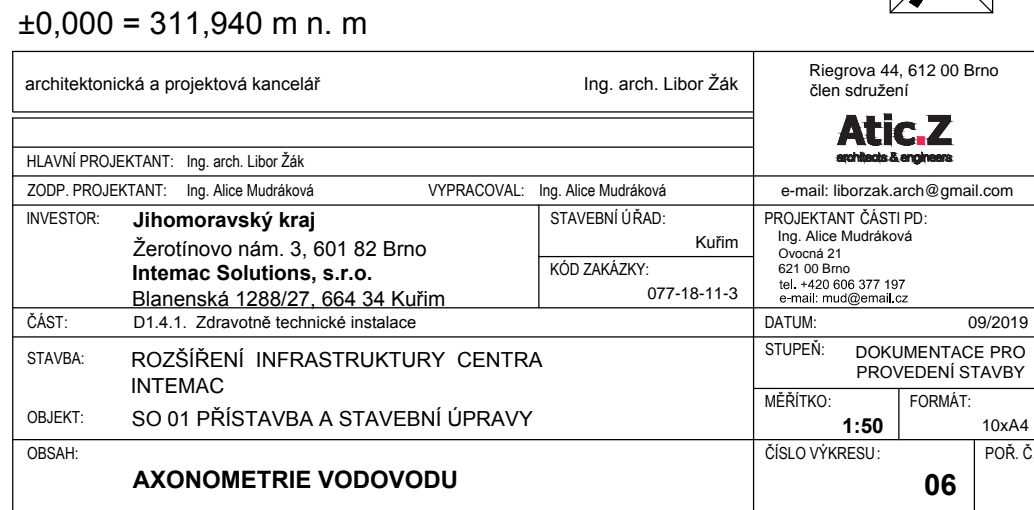 ±0,000 = 311,940 m n. m
architektonická a projektová kancelář Ing. arch. Libor Žák
Riegrova 44, 612 00 Brno
člen sdružení
Atic.Z
architects & engineers
HLAVNÍ PROJEKTANT: Ing. arch. Libor Žák
ZODP. PROJEKTANT: Ing. Alice Mudráková VYPRACOVAL: Ing. Alice Mudráková
e-mail: liborzak.arch@gmail.com
INVESTOR: Jihomoravský kraj
Žerotínovo nám. 3, 601 82 Brno
Intemac Solutions, s.r.o.
Blanenská 1288/27, 664 34 Kuřim
STAVEBNÍ ÚŘAD:
Kuřim
KÓD ZAKÁZKY:
077-18-11-3
PROJEKTANT ČÁSTI PD:
Ing. Alice Mudráková
Ovocná 21
621 00 Brno
tel. +420 606 377 197
e-mail: mud@email.cz
ČÁST: D1.4.1. Zdravotně technické instalace
DATUM: 09/2019
STAVBA: ROZŠÍŘENÍ INFRASTRUKTURY CENTRA
INTEMAC
OBJEKT: SO 01 PŘÍSTAVBA A STAVEBNÍ ÚPRAVY
STUPEŇ: DOKUMENTACE PRO
PROVEDENÍ STAVBY
MĚŘÍTKO:
1:50
FORMÁT:
10xA4
OBSAH:
AXONOMETRIE VODOVODU
ČÍSLO VÝKRESU:
06
POŘ. Č